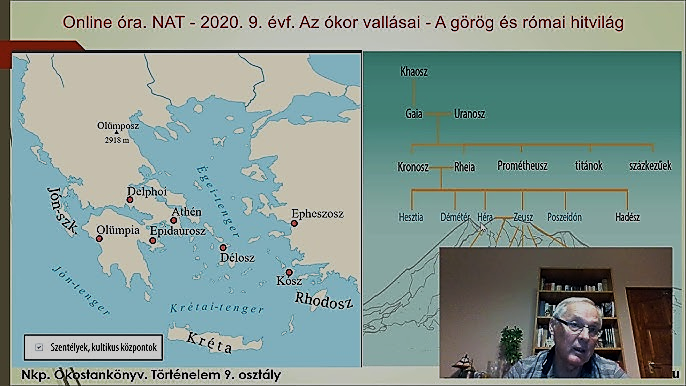 Online óra. NAT - 2020. 9. évf. Az ókor vallásai - A görög és római hitvilág
Olümposz
2918 m
Égei-tenger
Jón-szk.
Delphoi
Athén
Epheszosz
Olümpia
Epidaurosz
Délosz
Jón-tenger
Kósz
Rhodosz
Krétai-tenger
Kréta
Szentélyek, kultikus központok
Khaosz
Gaia
Uranosz
Kronosz
Rheia
Prométheusz
titánok
százkezűek
Hesztia
Démétér
Héra
Zeusz
Poszeidón
Hadész
Nkp. Okostankönyv. Történelem 9. osztály